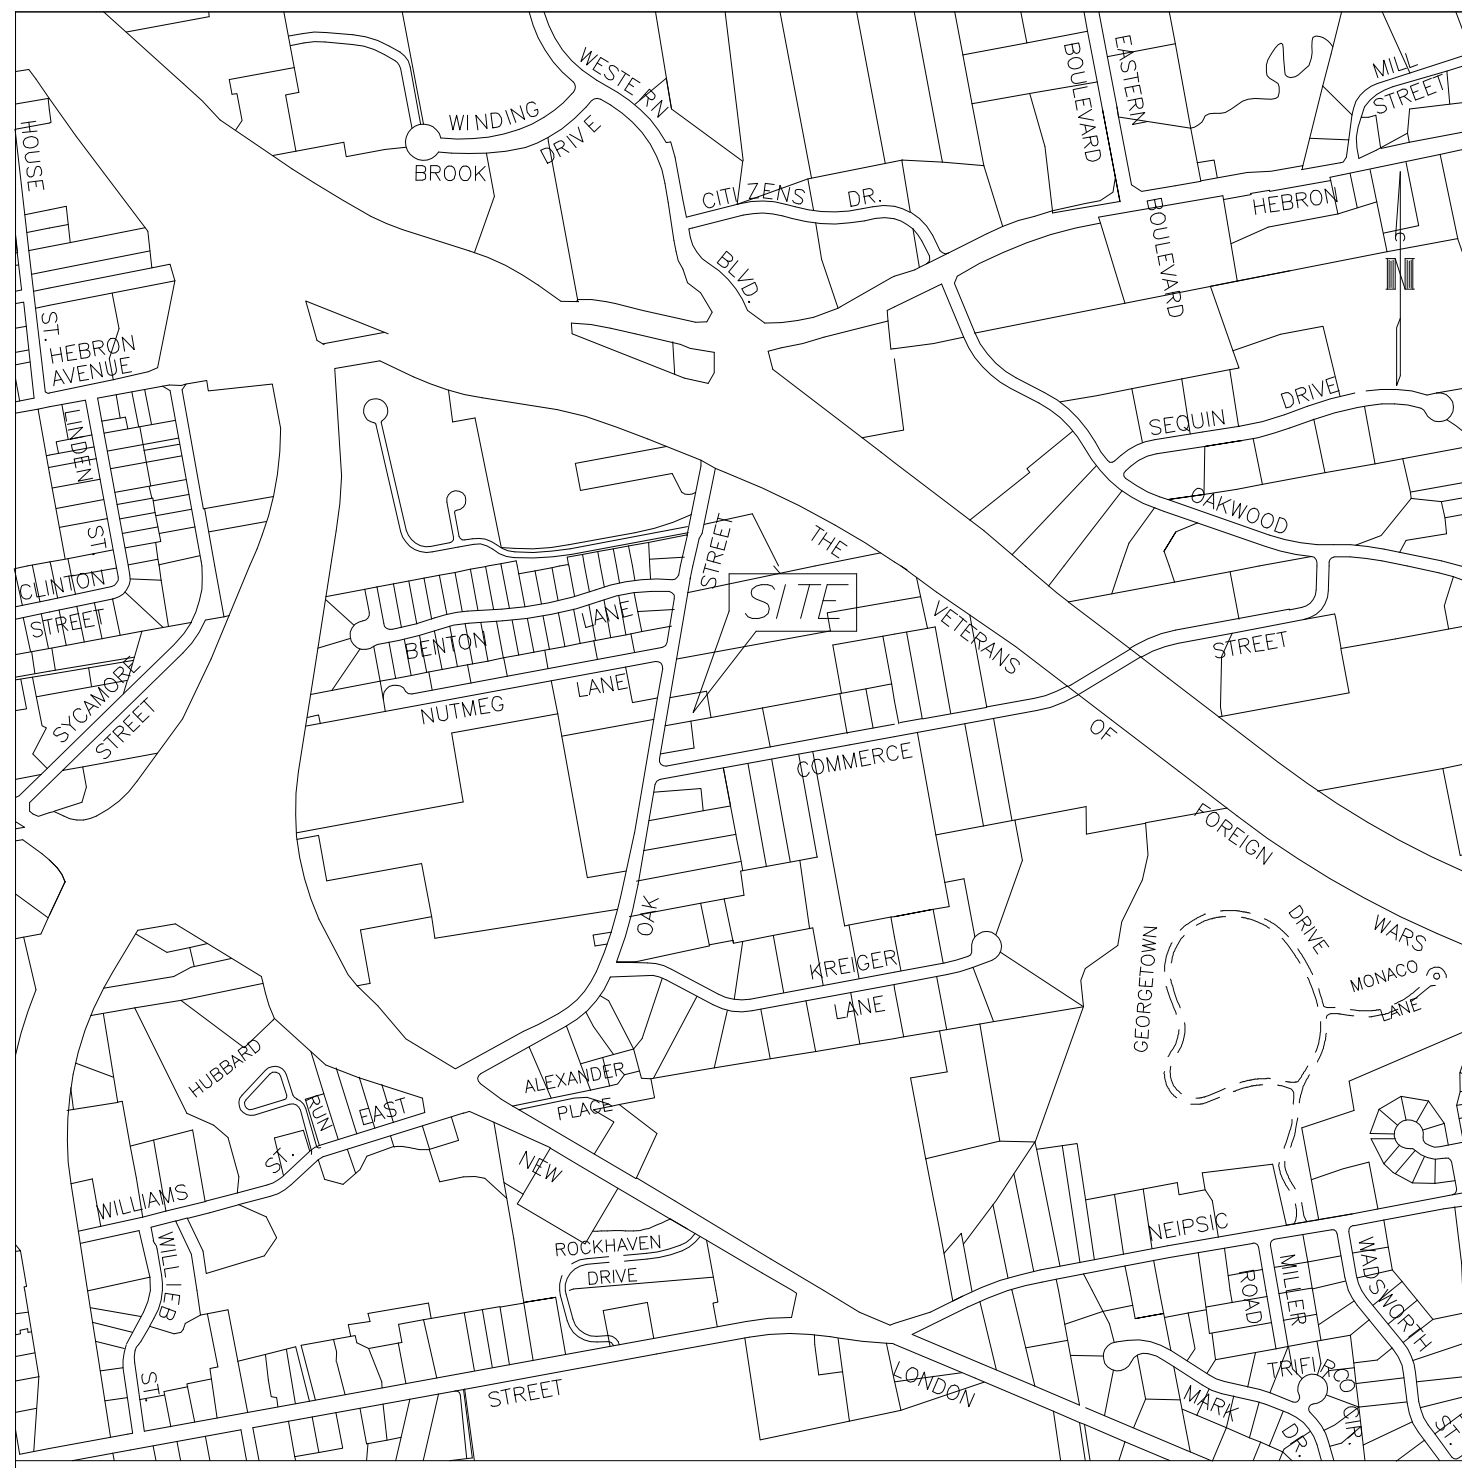 WESTERN
BOULEVARD
EASTERN
MILL
STREET
WINDING
BROOK
DRIVE
HOUSE
ST.
CITIZENS DR.
BLVD.
BOULEVARD
HEBRON
N
HEBRON
AVENUE
LINDEN
ST.
SEQUIN DRIVE
OAKWOOD
STREET
THE
SITE
CLINTON
STREET
BENTON LANE
VETERANS
STREET
SYCAMORE
STREET
NUTMEG LANE
OF
COMMERCE
FOREIGN
OAK
KREIGER
LANE
GEORGETOWN
DRIVE
WARS
MONACO
LANE
HUBBARD
RUN
ALEXANDER
PLACE
EAST
ST.
NEW
WILLIAMS
WILLIEB
ST.
ROCKHAVEN
DRIVE
NEIPSIC
ROAD
MILLER
WADSWORTH
ST.
STREET
LONDON
MARK
DR.
TRIFIRO
CIR.